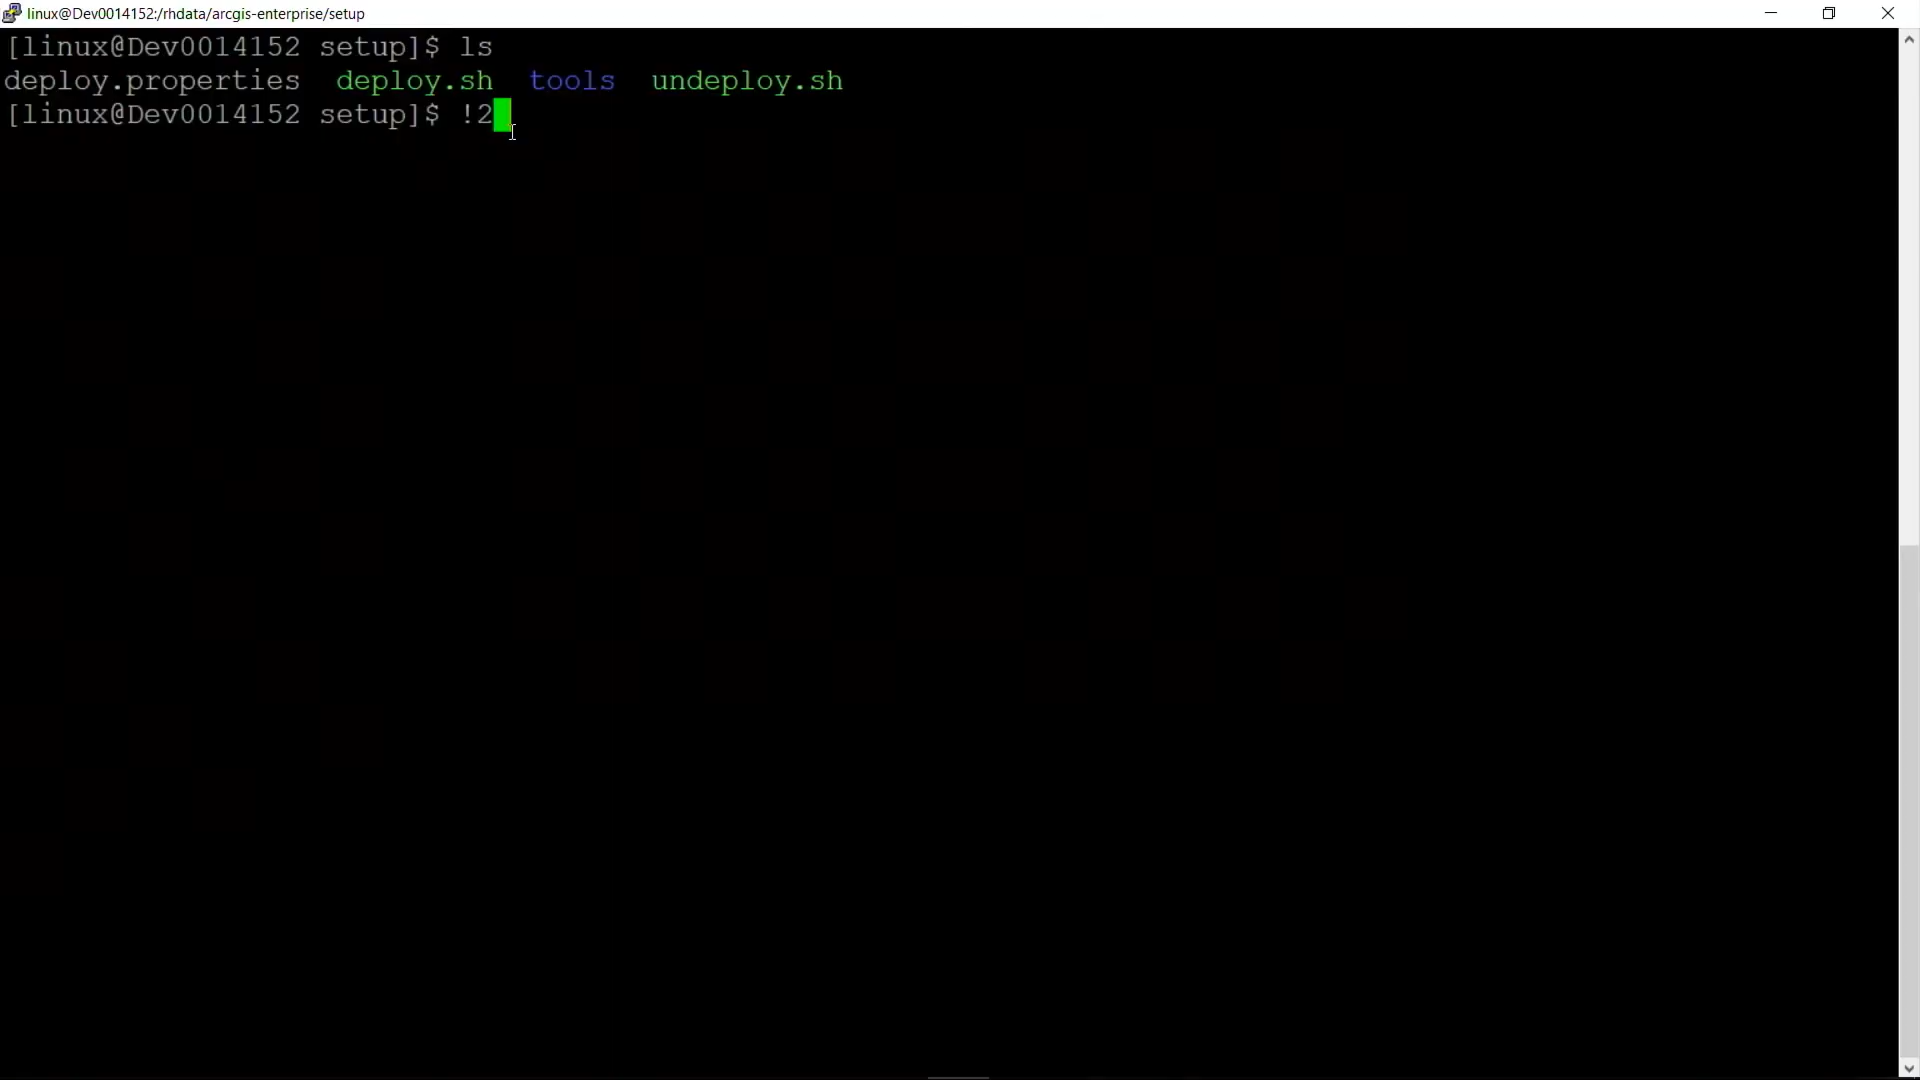 linux@Dev0014152:/rhdata/arcgis-enterprise/setup
[linux@Dev0014152 setup]$ ls
deploy.properties  deploy.sh  tools  undeploy.sh
[linux@Dev0014152 setup]$ !2